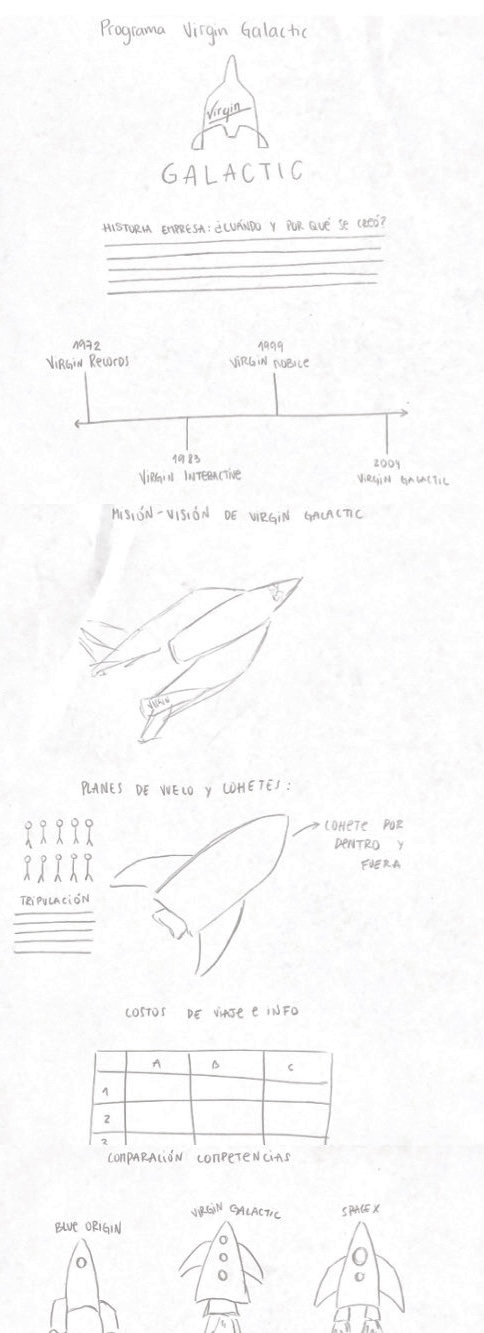 Programa Virgin Galactic
Virgin
GALACTIC
HISTORIA EMPRESA: ¿CUÁNDO Y POR QUÉ SE CREÓ?
1972
VIRGIN RECORDS
1999
VIRGIN MOBILE
1983
VIRGIN INTERACTIVE
2004
VIRGIN GALACTIC
MISIÓN-VISIÓN DE VIRGIN GALACTIC
VIRGIN
PLANES DE VUELO Y COHETES:
COHETE POR
DENTRO Y
FUERA
TRIPULACIÓN
COSTOS DE VIAJE E INFO
A B C
1
2
3
COMPARACIÓN COMPETENCIAS
BLUE ORIGIN
VIRGIN GALACTIC
SPACE X